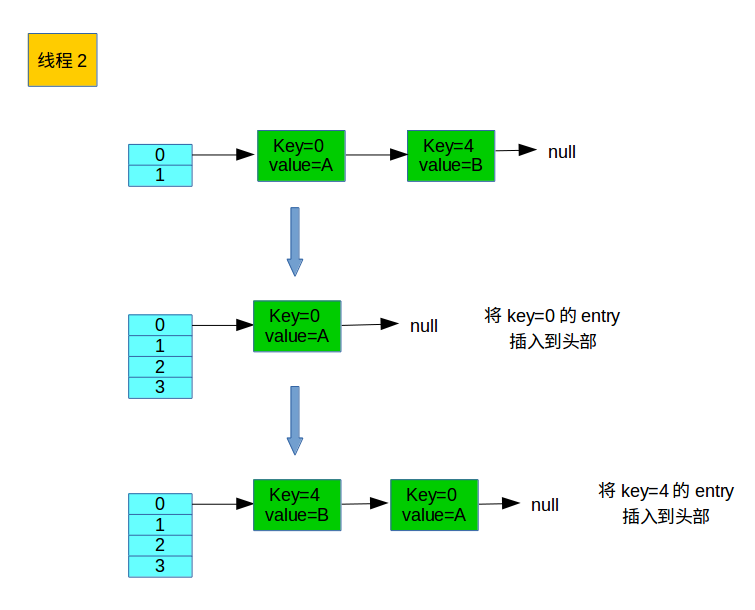 线程 2
0
1
Key=0
value=A
Key=4
value=B
null
0
1
2
3
Key=0
value=A
null
将 key=0 的 entry
插入到头部
0
1
2
3
Key=4
value=B
Key=0
value=A
null
将 key=4 的 entry
插入到头部